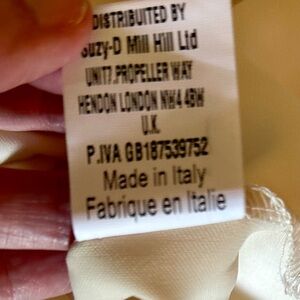 DISTRIBUITED BY
Suzy-D Mill Hill Ltd
UNIT7.PROPELLER WAY
HENDON LONDON NW4 4BW
U.K.
P.IVA GB187539752
Made in Italy
Fabrique en Italie